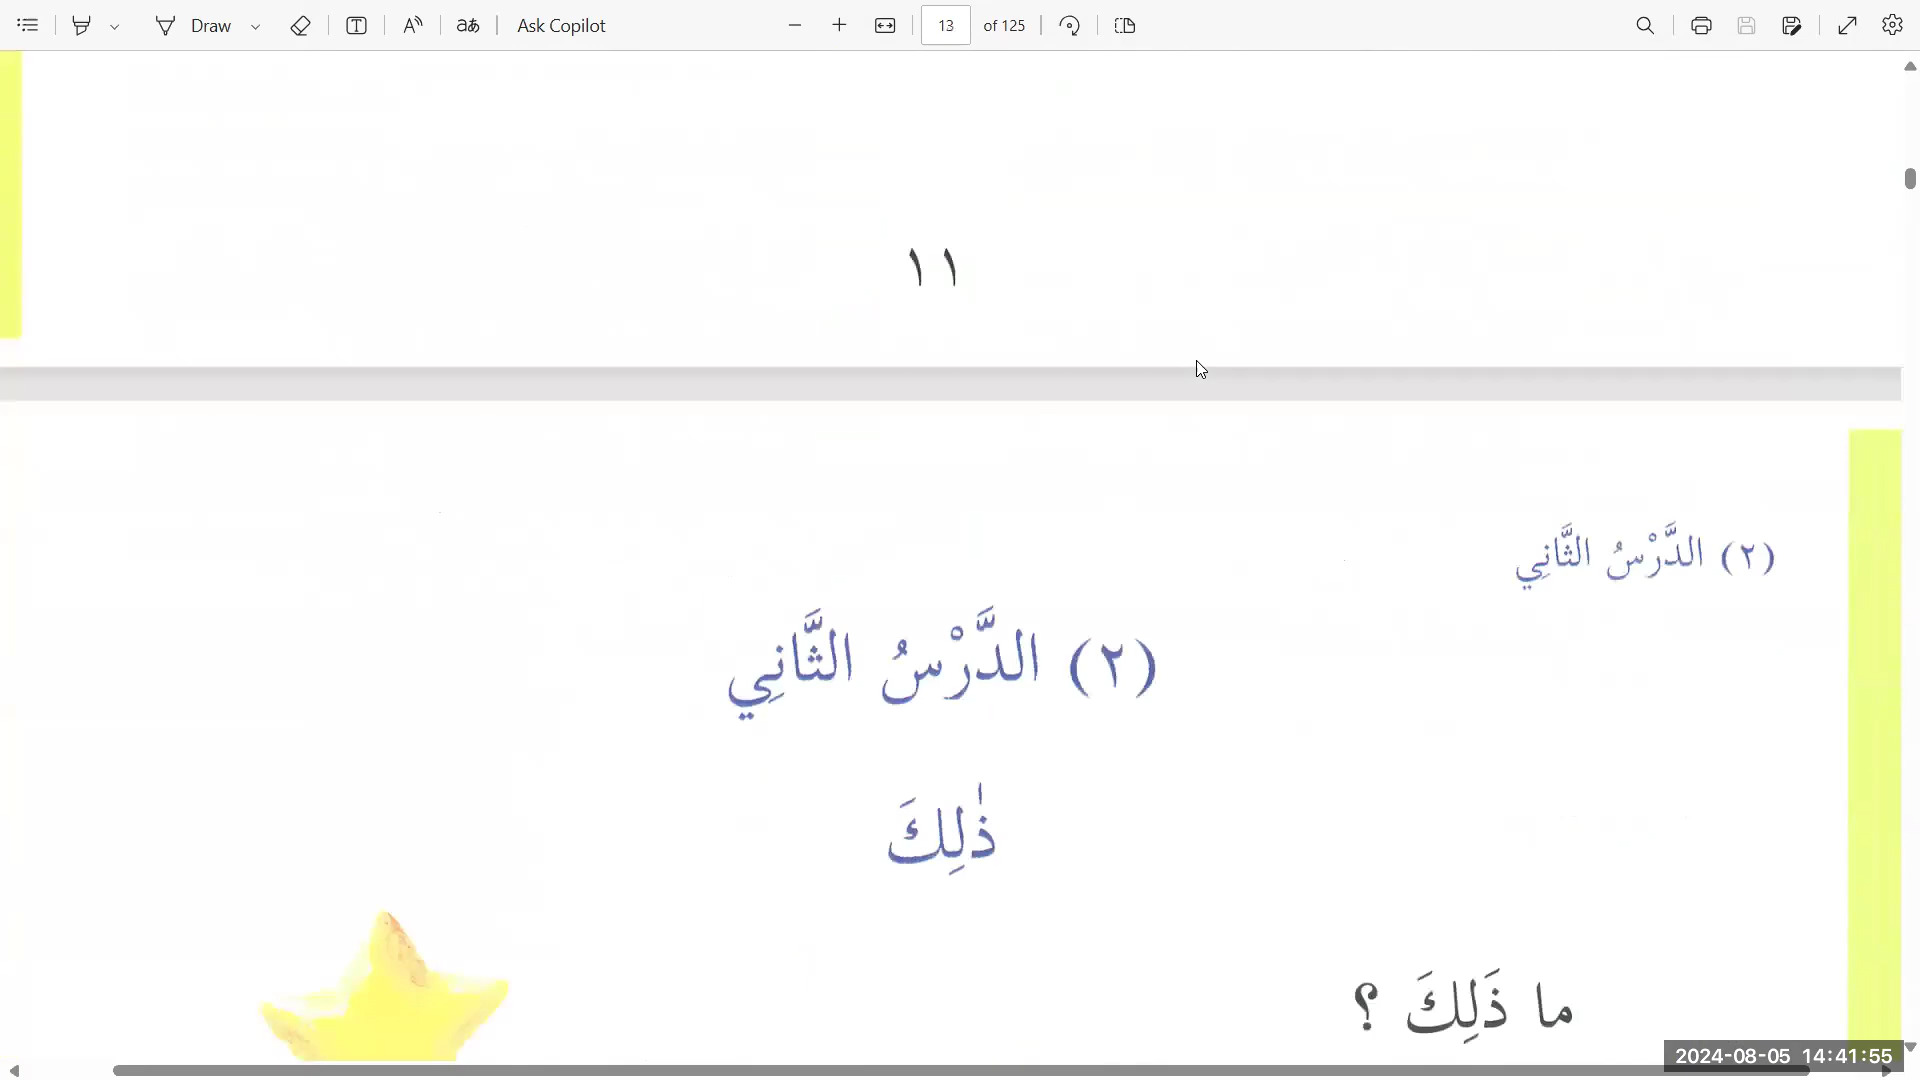 Draw
Ask Copilot
13 of 125
١١
(٢) الدَّرْسُ الثَّانِي
(٢) الدَّرْسُ الثَّانِي
ذٰلِكَ
ما ذَلِكَ ؟
2024-08-05 14:41:55